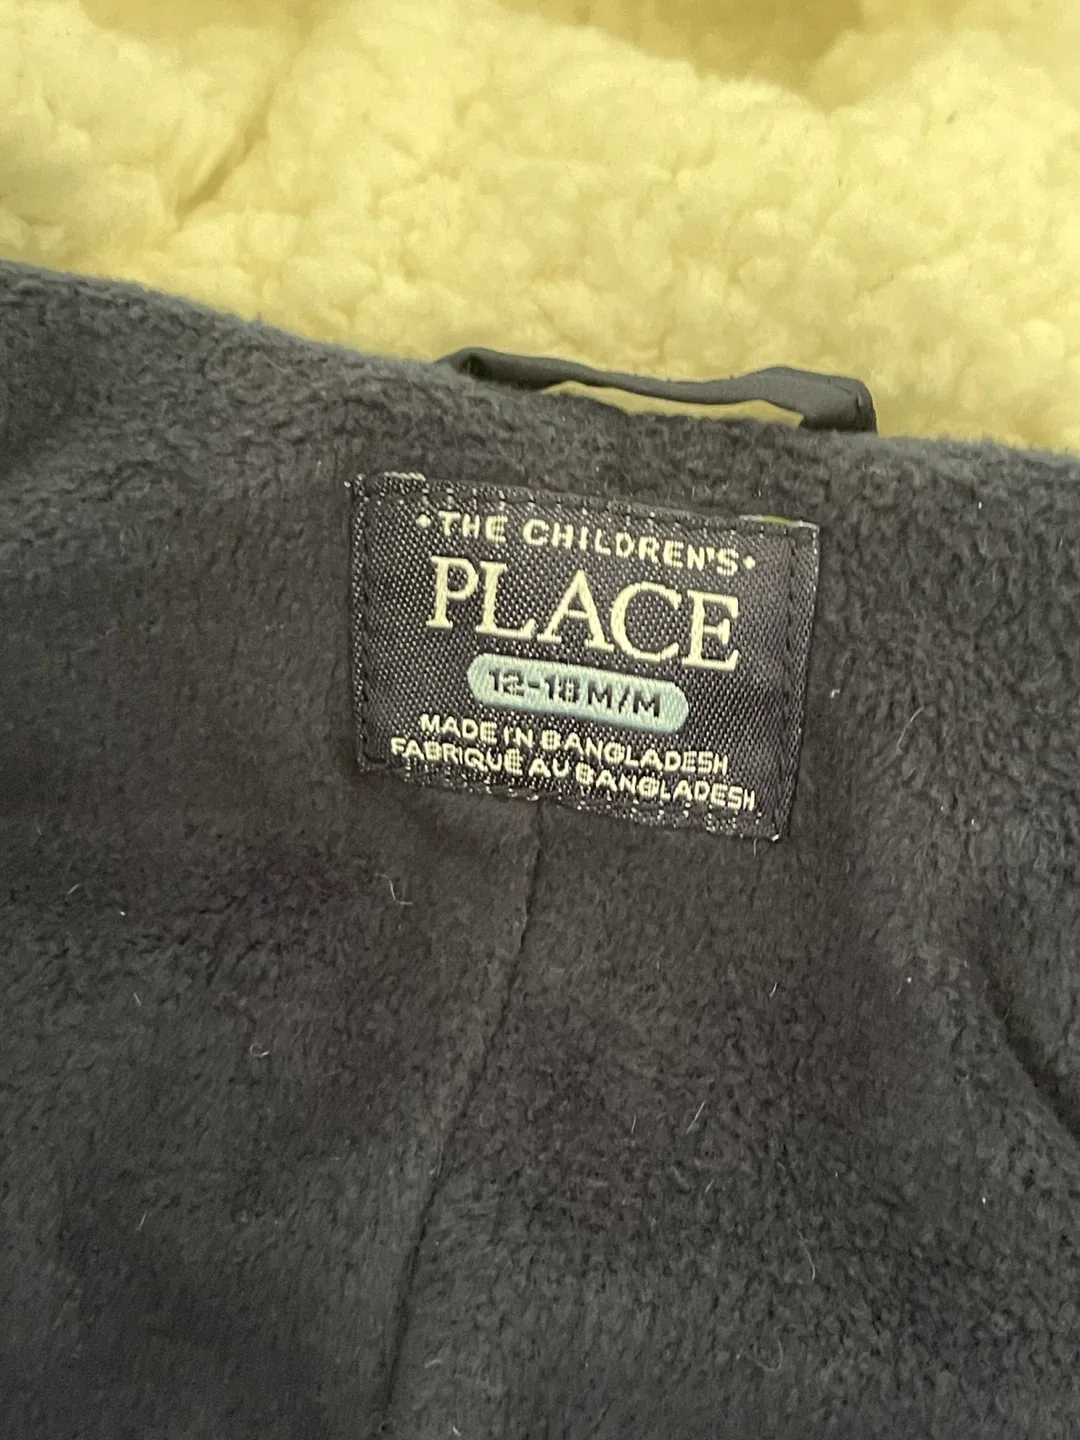 THE CHILDREN'S
PLACE
12-18 M/M
MADE IN BANGLADESH
FABRIQUÉ AU BANGLADESH